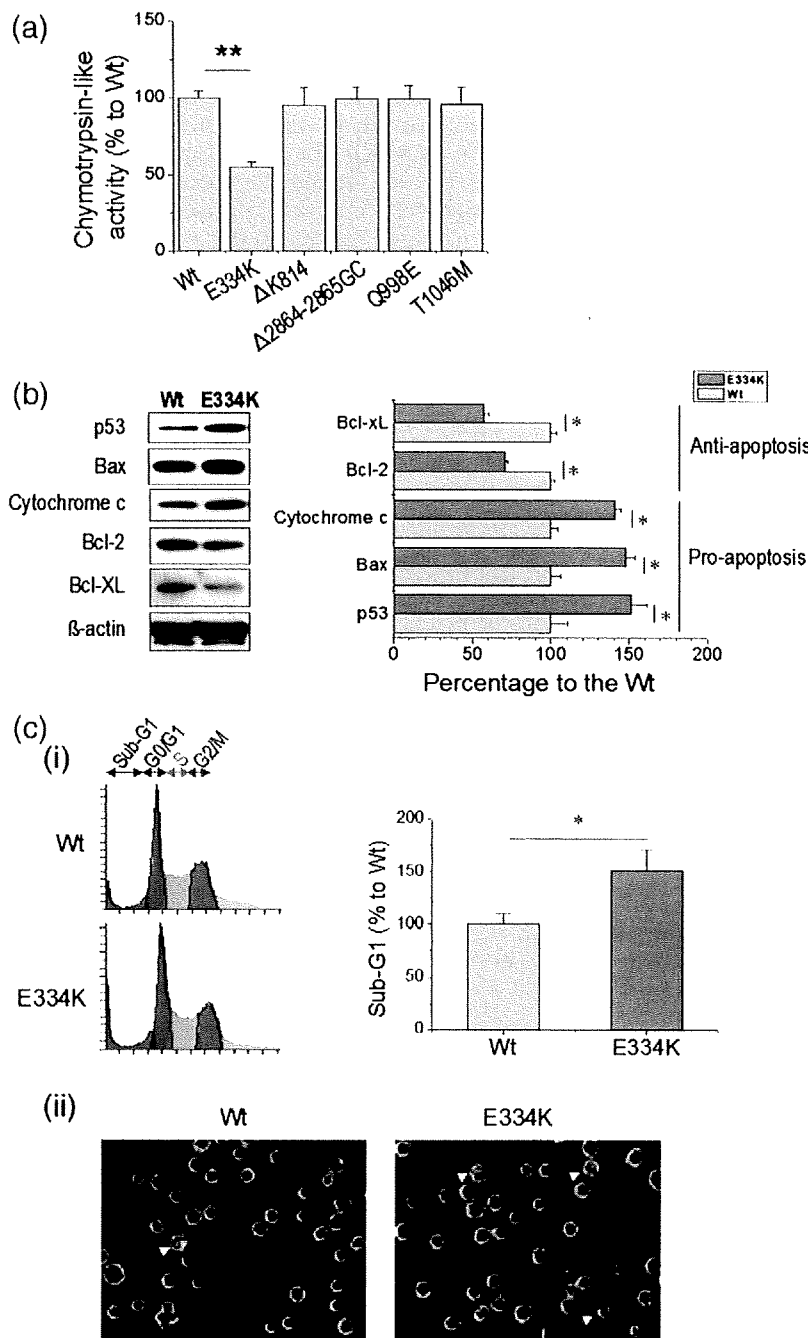 (a)
Chymotrypsin-like
activity (% to Wt)
150
100
50
0
**
Wt
E334K
ΔK814
Δ2864-2865GC
Q998E
T1046M
(b)
Wt E334K
p53
Bax
Cytochrome c
Bcl-2
Bcl-XL
ß-actin
E334K
Wt
Bcl-xL
*
Bcl-2
*
Anti-apoptosis
Cytochrome c
*
Bax
*
Pro-apoptosis
p53
*
0 50 100 150 200
Percentage to the Wt
(c)
(i)
Sub-G1
G0/G1
S
G2/M
Wt
E334K
Sub-G1 (% to Wt)
200
150
100
50
0
*
Wt E334K
(ii)
Wt E334K